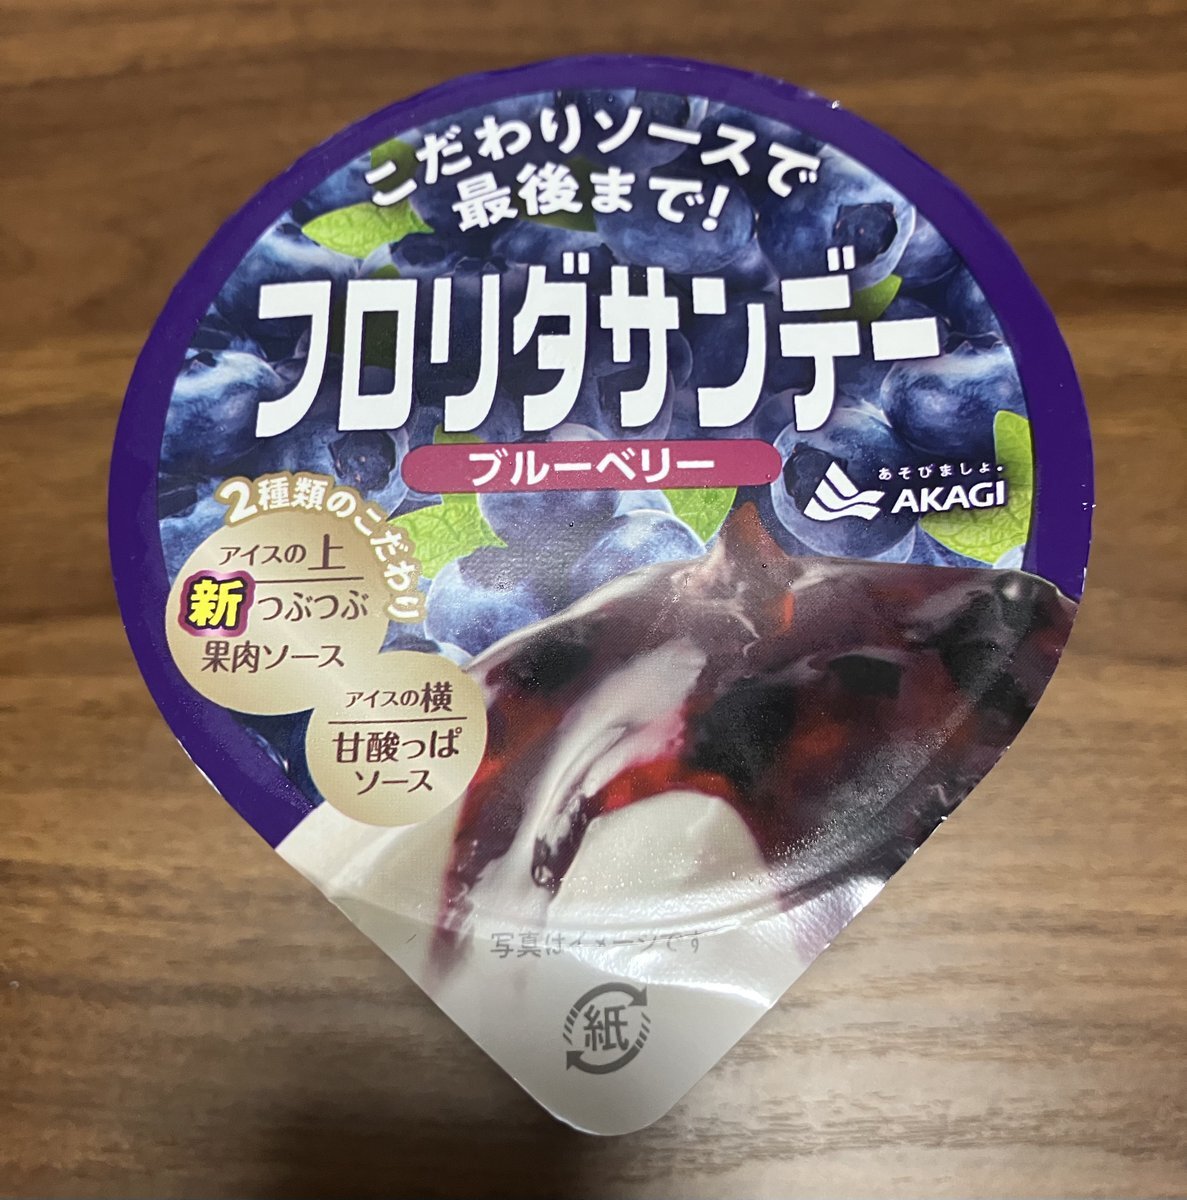 こだわりソースで
最後まで!
フロリダサンデー
ブルーベリー
あそびましょ。
AKAGI
2種類のこだわり
アイスの上
新 つぶつぶ
果肉ソース
アイスの横
甘酸っぱ
ソース
写真はイメージです
紙